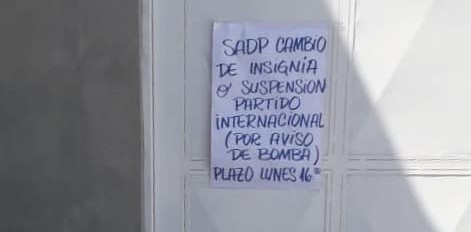 SADP CAMBIO
DE INSIGNIA
O' SUSPENSION
PARTIDO
INTERNACIONAL
(POR AVISO
DE BOMBA)
PLAZO LUNES 16